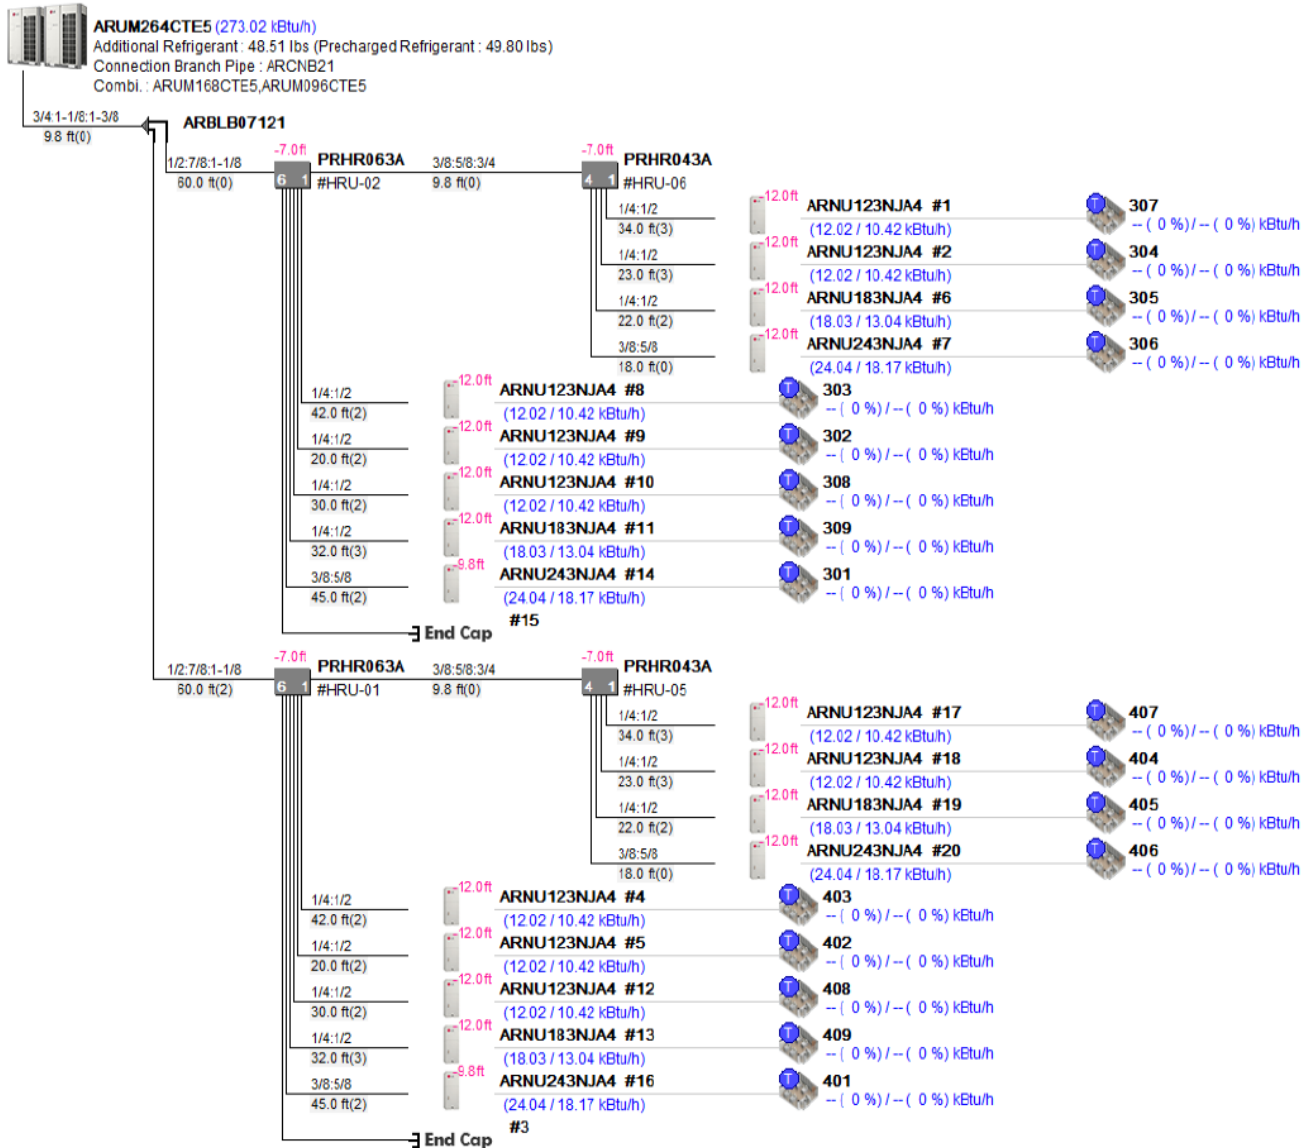 ARUM264CTE5 (273.02 kBtu/h)
Additional Refrigerant : 48.51 lbs (Precharged Refrigerant : 49.80 lbs)
Connection Branch Pipe : ARCNB21
Combi. : ARUM168CTE5,ARUM096CTE5
3/4:1-1/8:1-3/8
9.8 ft(0)
ARBLB07121
1/2:7/8:1-1/8
60.0 ft(0)
-7.0ft
6 1
PRHR063A
#HRU-02
3/8:5/8:3/4
9.8 ft(0)
-7.0ft
4 1
PRHR043A
#HRU-06
1/4:1/2
34.0 ft(3)
-12.0ft
ARNU123NJA4 #1
(12.02 / 10.42 kBtu/h)
T
307
-- ( 0 %) / -- ( 0 %) kBtu/h
1/4:1/2
23.0 ft(3)
-12.0ft
ARNU123NJA4 #2
(12.02 / 10.42 kBtu/h)
T
304
-- ( 0 %) / -- ( 0 %) kBtu/h
1/4:1/2
22.0 ft(2)
-12.0ft
ARNU183NJA4 #6
(18.03 / 13.04 kBtu/h)
T
305
-- ( 0 %) / -- ( 0 %) kBtu/h
3/8:5/8
18.0 ft(0)
-12.0ft
ARNU243NJA4 #7
(24.04 / 18.17 kBtu/h)
T
306
-- ( 0 %) / -- ( 0 %) kBtu/h
1/4:1/2
42.0 ft(2)
-12.0ft
ARNU123NJA4 #8
(12.02 / 10.42 kBtu/h)
T
303
-- ( 0 %) / -- ( 0 %) kBtu/h
1/4:1/2
20.0 ft(2)
-12.0ft
ARNU123NJA4 #9
(12.02 / 10.42 kBtu/h)
T
302
-- ( 0 %) / -- ( 0 %) kBtu/h
1/4:1/2
30.0 ft(2)
-12.0ft
ARNU123NJA4 #10
(12.02 / 10.42 kBtu/h)
T
308
-- ( 0 %) / -- ( 0 %) kBtu/h
1/4:1/2
32.0 ft(3)
-12.0ft
ARNU183NJA4 #11
(18.03 / 13.04 kBtu/h)
T
309
-- ( 0 %) / -- ( 0 %) kBtu/h
3/8:5/8
45.0 ft(2)
-9.8ft
ARNU243NJA4 #14
(24.04 / 18.17 kBtu/h)
T
301
-- ( 0 %) / -- ( 0 %) kBtu/h
End Cap
#15
1/2:7/8:1-1/8
60.0 ft(2)
-7.0ft
6 1
PRHR063A
#HRU-01
3/8:5/8:3/4
9.8 ft(0)
-7.0ft
4 1
PRHR043A
#HRU-05
1/4:1/2
34.0 ft(3)
-12.0ft
ARNU123NJA4 #17
(12.02 / 10.42 kBtu/h)
T
407
-- ( 0 %) / -- ( 0 %) kBtu/h
1/4:1/2
23.0 ft(3)
-12.0ft
ARNU123NJA4 #18
(12.02 / 10.42 kBtu/h)
T
404
-- ( 0 %) / -- ( 0 %) kBtu/h
1/4:1/2
22.0 ft(2)
-12.0ft
ARNU183NJA4 #19
(18.03 / 13.04 kBtu/h)
T
405
-- ( 0 %) / -- ( 0 %) kBtu/h
3/8:5/8
18.0 ft(0)
-12.0ft
ARNU243NJA4 #20
(24.04 / 18.17 kBtu/h)
T
406
-- ( 0 %) / -- ( 0 %) kBtu/h
1/4:1/2
42.0 ft(2)
-12.0ft
ARNU123NJA4 #4
(12.02 / 10.42 kBtu/h)
T
403
-- ( 0 %) / -- ( 0 %) kBtu/h
1/4:1/2
20.0 ft(2)
-12.0ft
ARNU123NJA4 #5
(12.02 / 10.42 kBtu/h)
T
402
-- ( 0 %) / -- ( 0 %) kBtu/h
1/4:1/2
30.0 ft(2)
-12.0ft
ARNU123NJA4 #12
(12.02 / 10.42 kBtu/h)
T
408
-- ( 0 %) / -- ( 0 %) kBtu/h
1/4:1/2
32.0 ft(3)
-12.0ft
ARNU183NJA4 #13
(18.03 / 13.04 kBtu/h)
T
409
-- ( 0 %) / -- ( 0 %) kBtu/h
3/8:5/8
45.0 ft(2)
-9.8ft
ARNU243NJA4 #16
(24.04 / 18.17 kBtu/h)
T
401
-- ( 0 %) / -- ( 0 %) kBtu/h
End Cap
#3